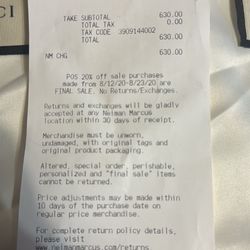 CI
TAKE SUBTOTAL 630.00
TOTAL TAX 0.00
TAX CODE 3909144002
TOTAL 630.00
NM CHG 630.00
POS 20% off sale purchases
made from 8/12/20-8/23/20 are
FINAL SALE. No Returns/Exchanges.
Returns and exchanges will be gladly
accepted at any Neiman Marcus
location within 30 days of receipt.
Merchandise must be unworn,
undamaged, with original tags and
original product packaging.
Altered, special order, perishable,
personalized and "final sale" items
cannot be returned.
Price adjustments may be made within
10 days of the purchase date on
regular price merchandise.
For complete return policy details,
please visit
www.neimanmarcus.com/returns